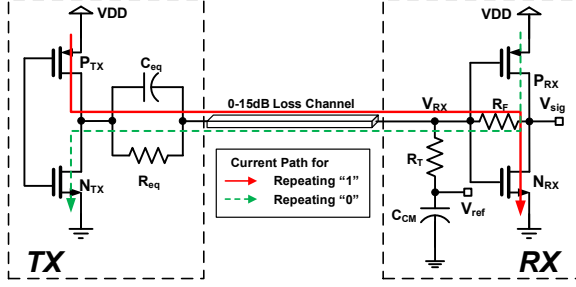 VDD
VDD
PTX
Ceq
PRX
0-15dB Loss Channel
VRX
RF
Vsig
Req
RT
NTX
NRX
Current Path for
Repeating “1”
Repeating “0”
Vref
CCM
TX
RX